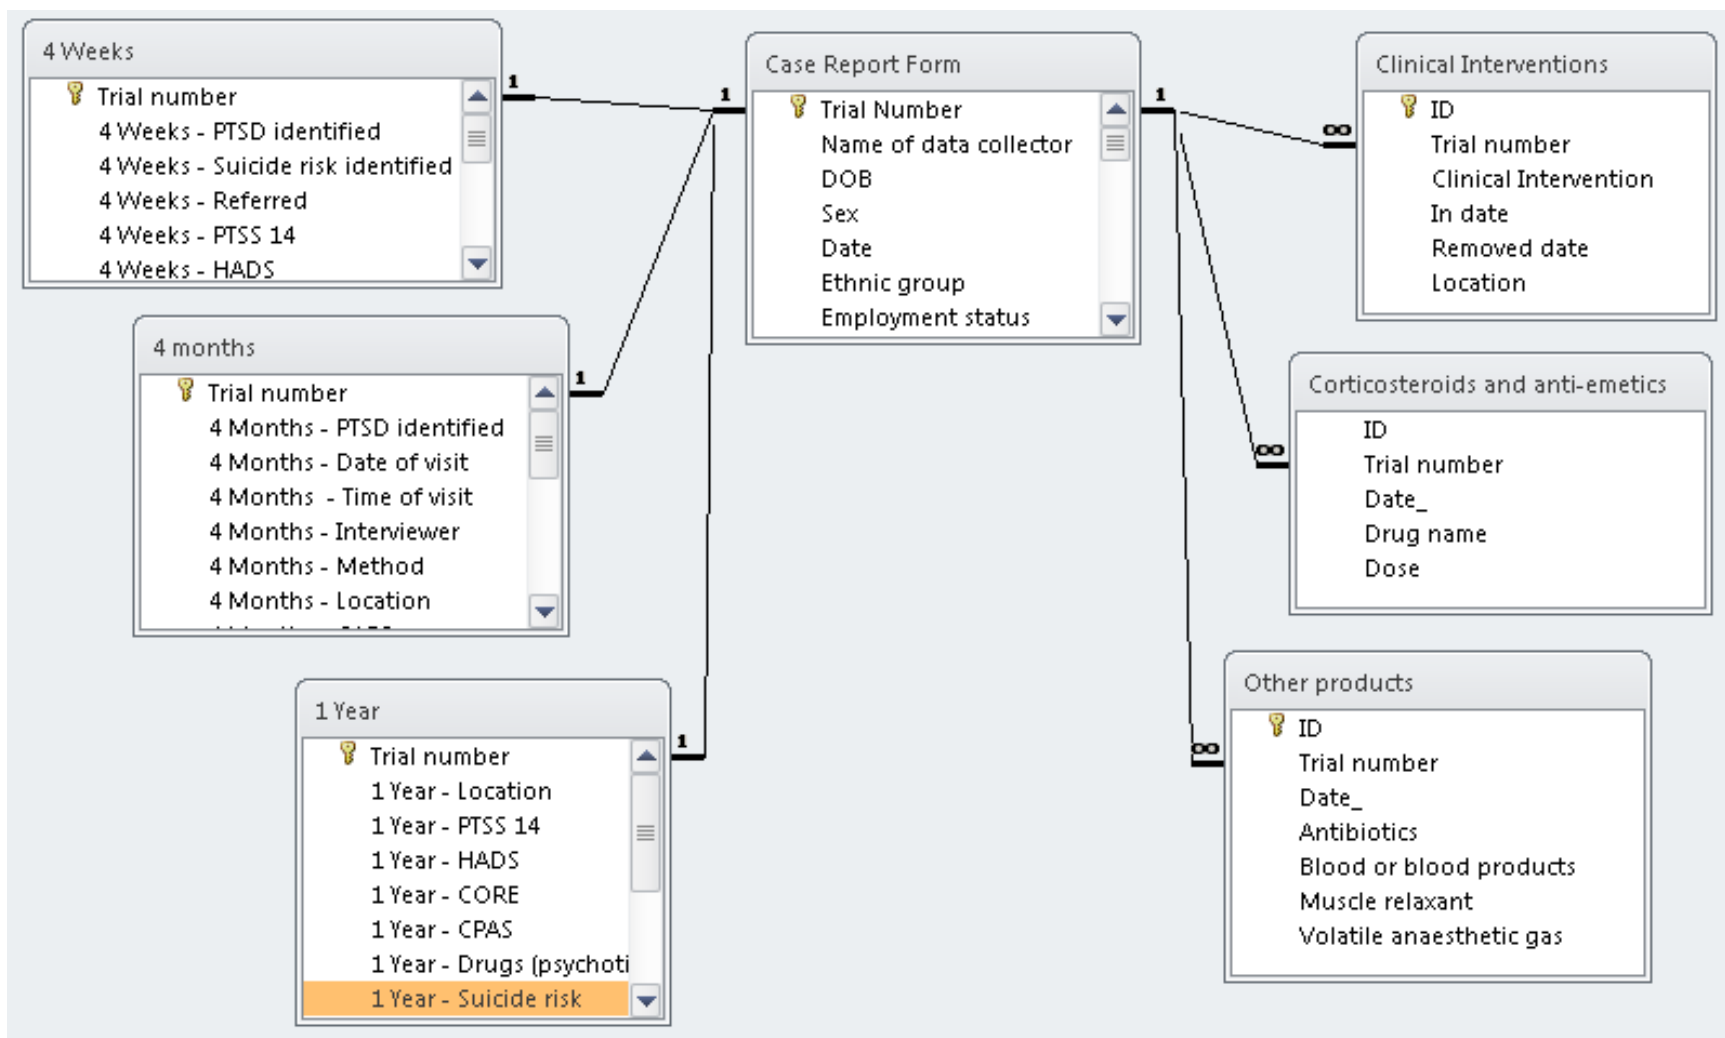 4 Weeks
Trial number
4 Weeks - PTSD identified
4 Weeks - Suicide risk identified
4 Weeks - Referred
4 Weeks - PTSS 14
4 Weeks - HADS
1
4 months
Trial number
4 Months - PTSD identified
4 Months - Date of visit
4 Months  - Time of visit
4 Months - Interviewer
4 Months - Method
4 Months - Location
1
1 Year
Trial number
1 Year - Location
1 Year - PTSS 14
1 Year - HADS
1 Year - CORE
1 Year - CPAS
1 Year - Drugs (psychoti
1 Year - Suicide risk
1
1
Case Report Form
Trial Number
Name of data collector
DOB
Sex
Date
Ethnic group
Employment status
1
Clinical Interventions
ID
Trial number
Clinical Intervention
In date
Removed date
Location
∞
Corticosteroids and anti-emetics
ID
Trial number
Date_
Drug name
Dose
∞
Other products
ID
Trial number
Date_
Antibiotics
Blood or blood products
Muscle relaxant
Volatile anaesthetic gas
∞